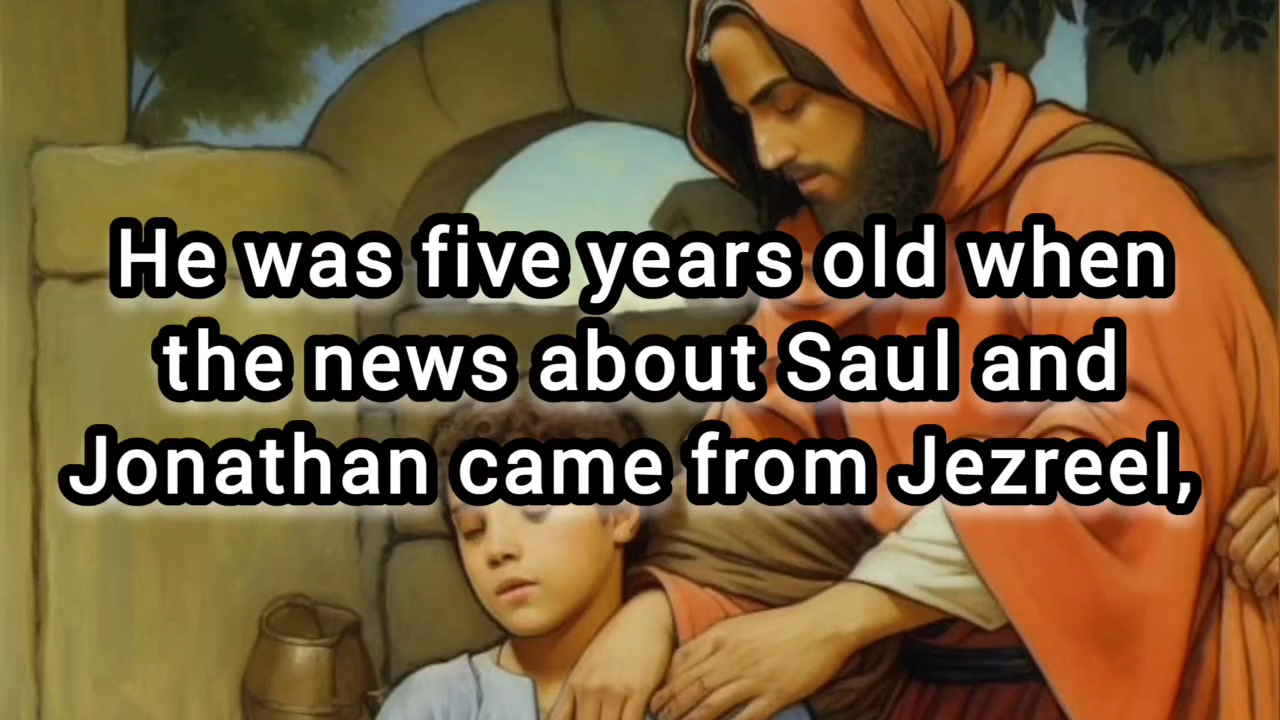 He was five years old when
the news about Saul and
Jonathan came from Jezreel,